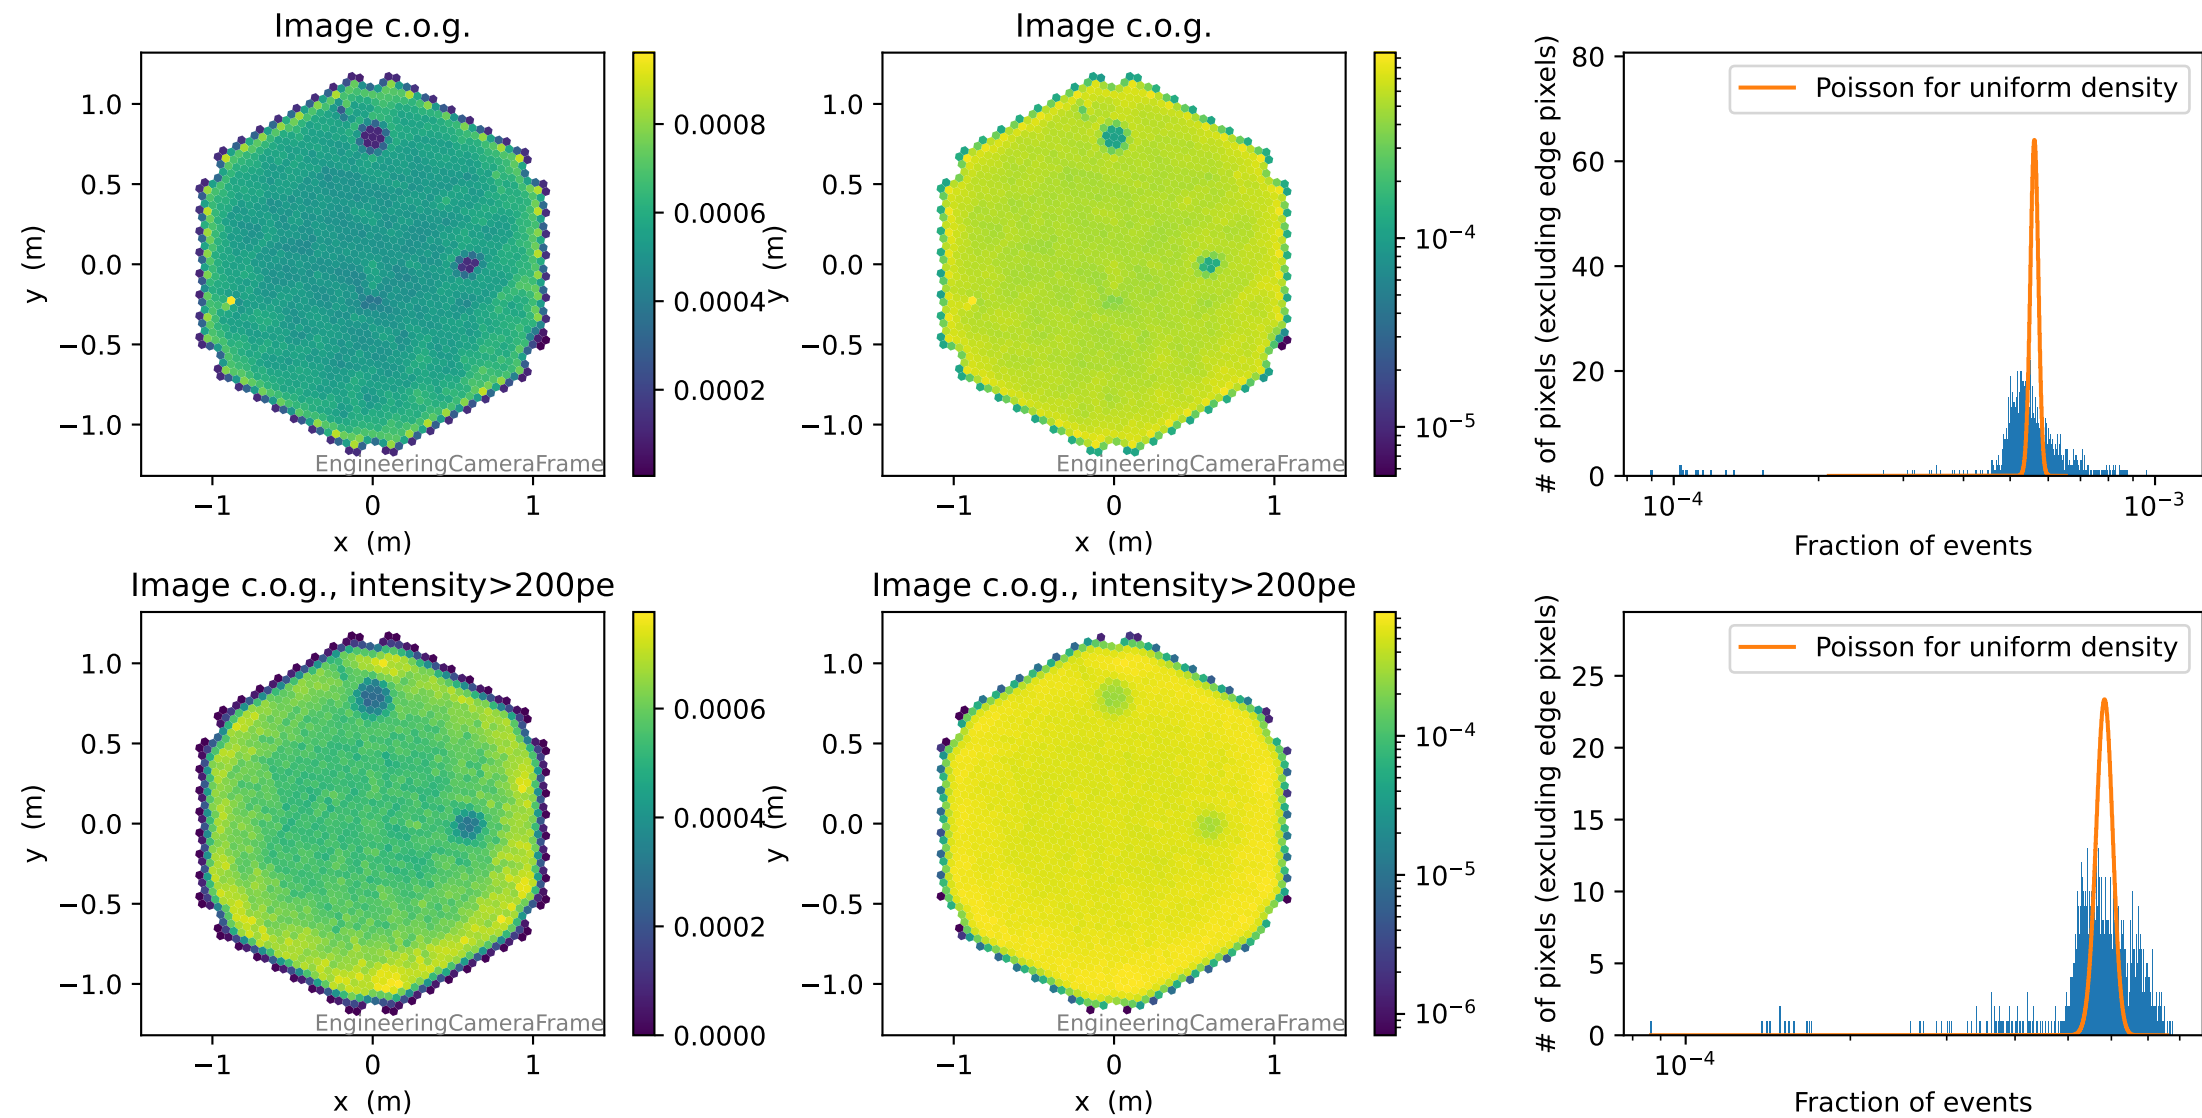 Image c.o.g.
1.0
0.5
0.0
−0.5
−1.0
y (m)
−1
0
1
x (m)
EngineeringCameraFrame
0.0008
0.0006
0.0004
0.0002
Image c.o.g.
1.0
0.5
0.0
−0.5
−1.0
y (m)
−1
0
1
x (m)
EngineeringCameraFrame
10⁻⁴
10⁻⁵
# of pixels (excluding edge pixels)
80
60
40
20
0
Poisson for uniform density
10⁻⁴
10⁻³
Fraction of events
Image c.o.g., intensity>200pe
1.0
0.5
0.0
−0.5
−1.0
y (m)
−1
0
1
x (m)
EngineeringCameraFrame
0.0006
0.0004
0.0002
0.0000
Image c.o.g., intensity>200pe
1.0
0.5
0.0
−0.5
−1.0
y (m)
−1
0
1
x (m)
EngineeringCameraFrame
10⁻⁴
10⁻⁵
10⁻⁶
# of pixels (excluding edge pixels)
25
20
15
10
5
0
Poisson for uniform density
10⁻⁴
Fraction of events